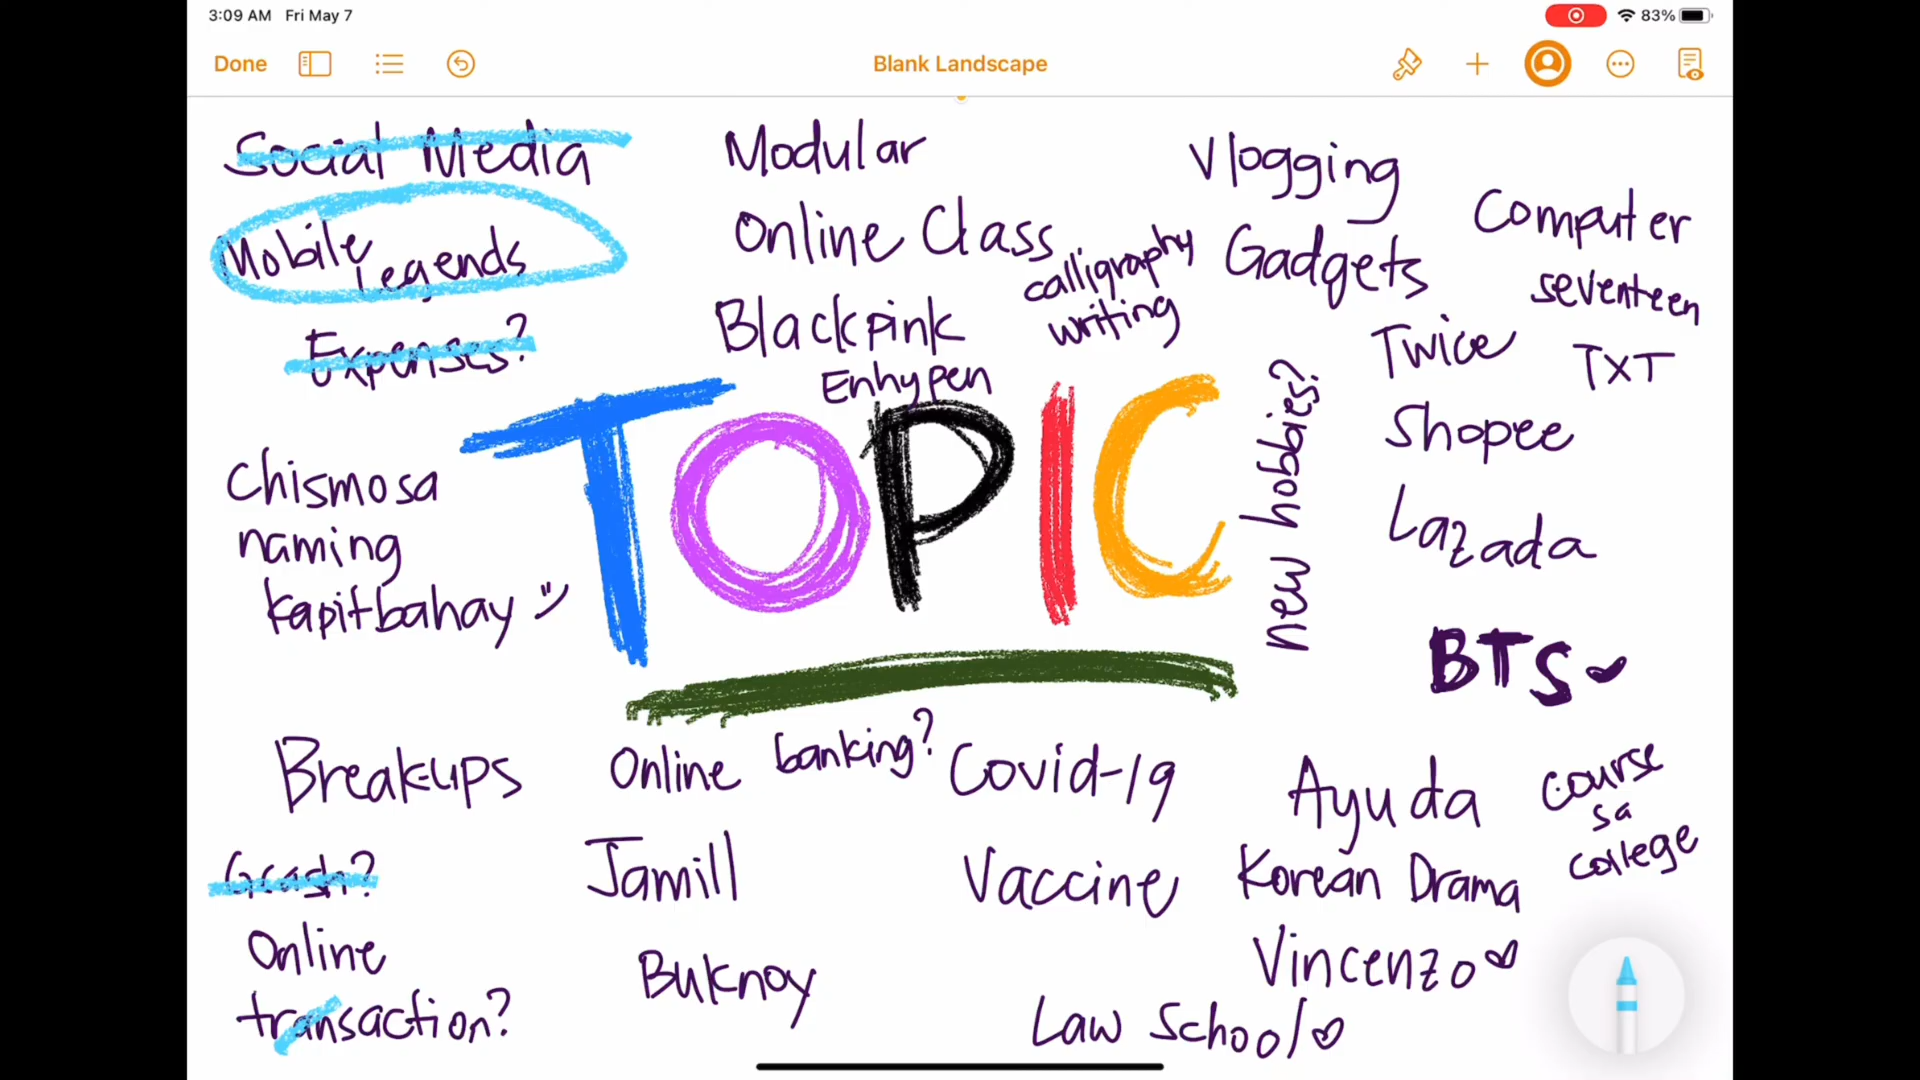 3:09 AM Fri May 7
83%
Done
Blank Landscape
Social Media
Mobile
Legends
Expenses?
Modular
Online Class
calligraphy
writing
Blackpink
Enhypen
Vlogging
Gadgets
Computer
seventeen
Twice
TXT
Shopee
Lazada
BTS
new hobbies?
TOPIC
Chismosa
naming
kapitbahay
Breakups
Online banking?
Covid-19
Ayuda
course
sa
college
Gcash?
Jamill
Vaccine
Korean Drama
Online
transaction?
Buknoy
Vincenzo
Law School